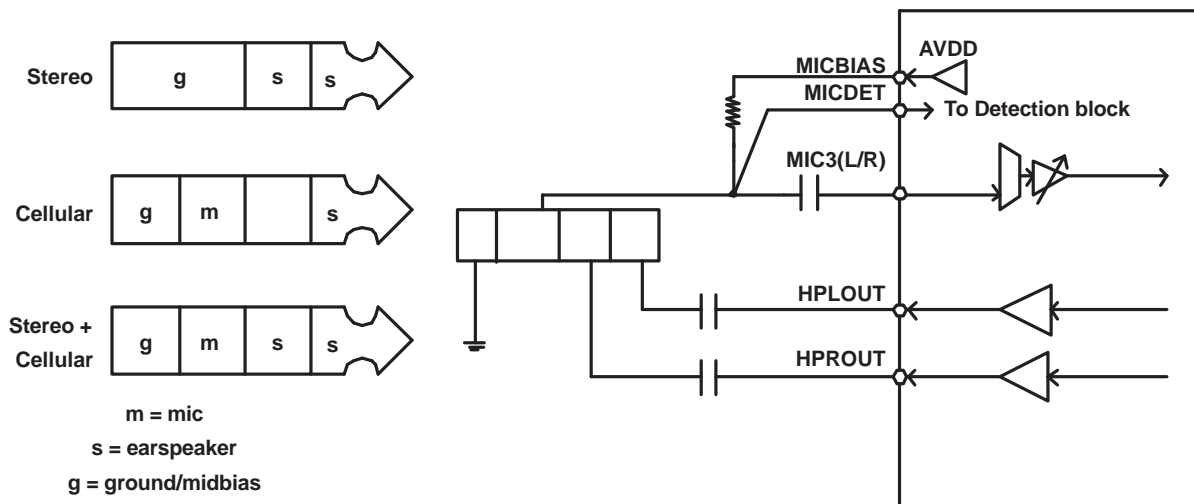 Stereo
g
s
s
Cellular
g
m
s
Stereo +
Cellular
g
m
s
s
m = mic
s = earspeaker
g = ground/midbias
AVDD
MICBIAS
MICDET
To Detection block
MIC3(L/R)
HPLOUT
HPROUT